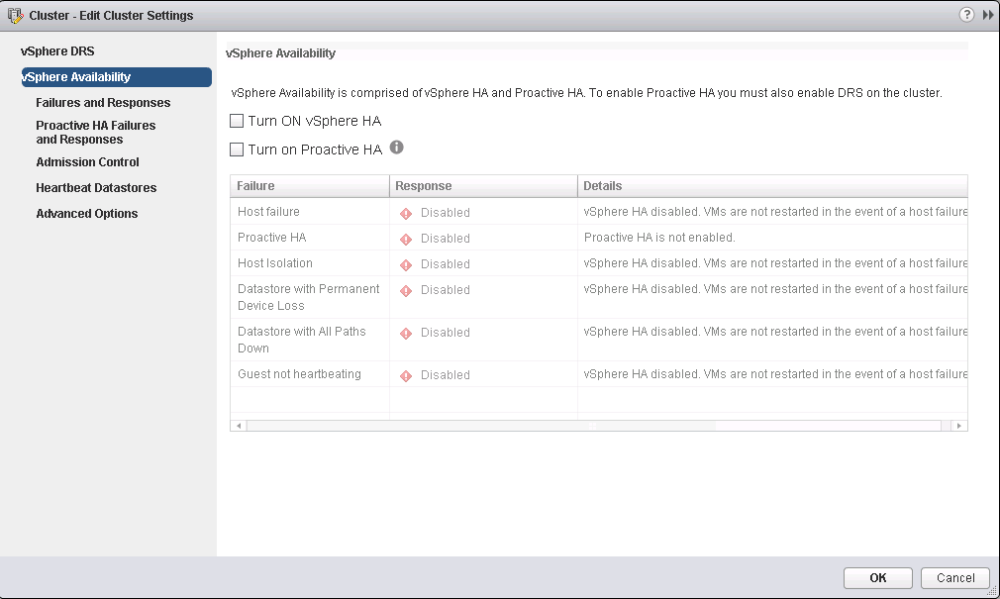 Cluster - Edit Cluster Settings
vSphere DRS
vSphere Availability
Failures and Responses
Proactive HA Failures
and Responses
Admission Control
Heartbeat Datastores
Advanced Options
vSphere Availability
vSphere Availability is comprised of vSphere HA and Proactive HA. To enable Proactive HA you must also enable DRS on the cluster.
Turn ON vSphere HA
Turn on Proactive HA
Failure Response Details
Host failure Disabled vSphere HA disabled. VMs are not restarted in the event of a host failure
Proactive HA Disabled Proactive HA is not enabled.
Host Isolation Disabled vSphere HA disabled. VMs are not restarted in the event of a host failure
Datastore with Permanent Disabled vSphere HA disabled. VMs are not restarted in the event of a host failure
Device Loss
Datastore with All Paths Disabled vSphere HA disabled. VMs are not restarted in the event of a host failure
Down
Guest not heartbeating Disabled vSphere HA disabled. VMs are not restarted in the event of a host failure
OK Cancel